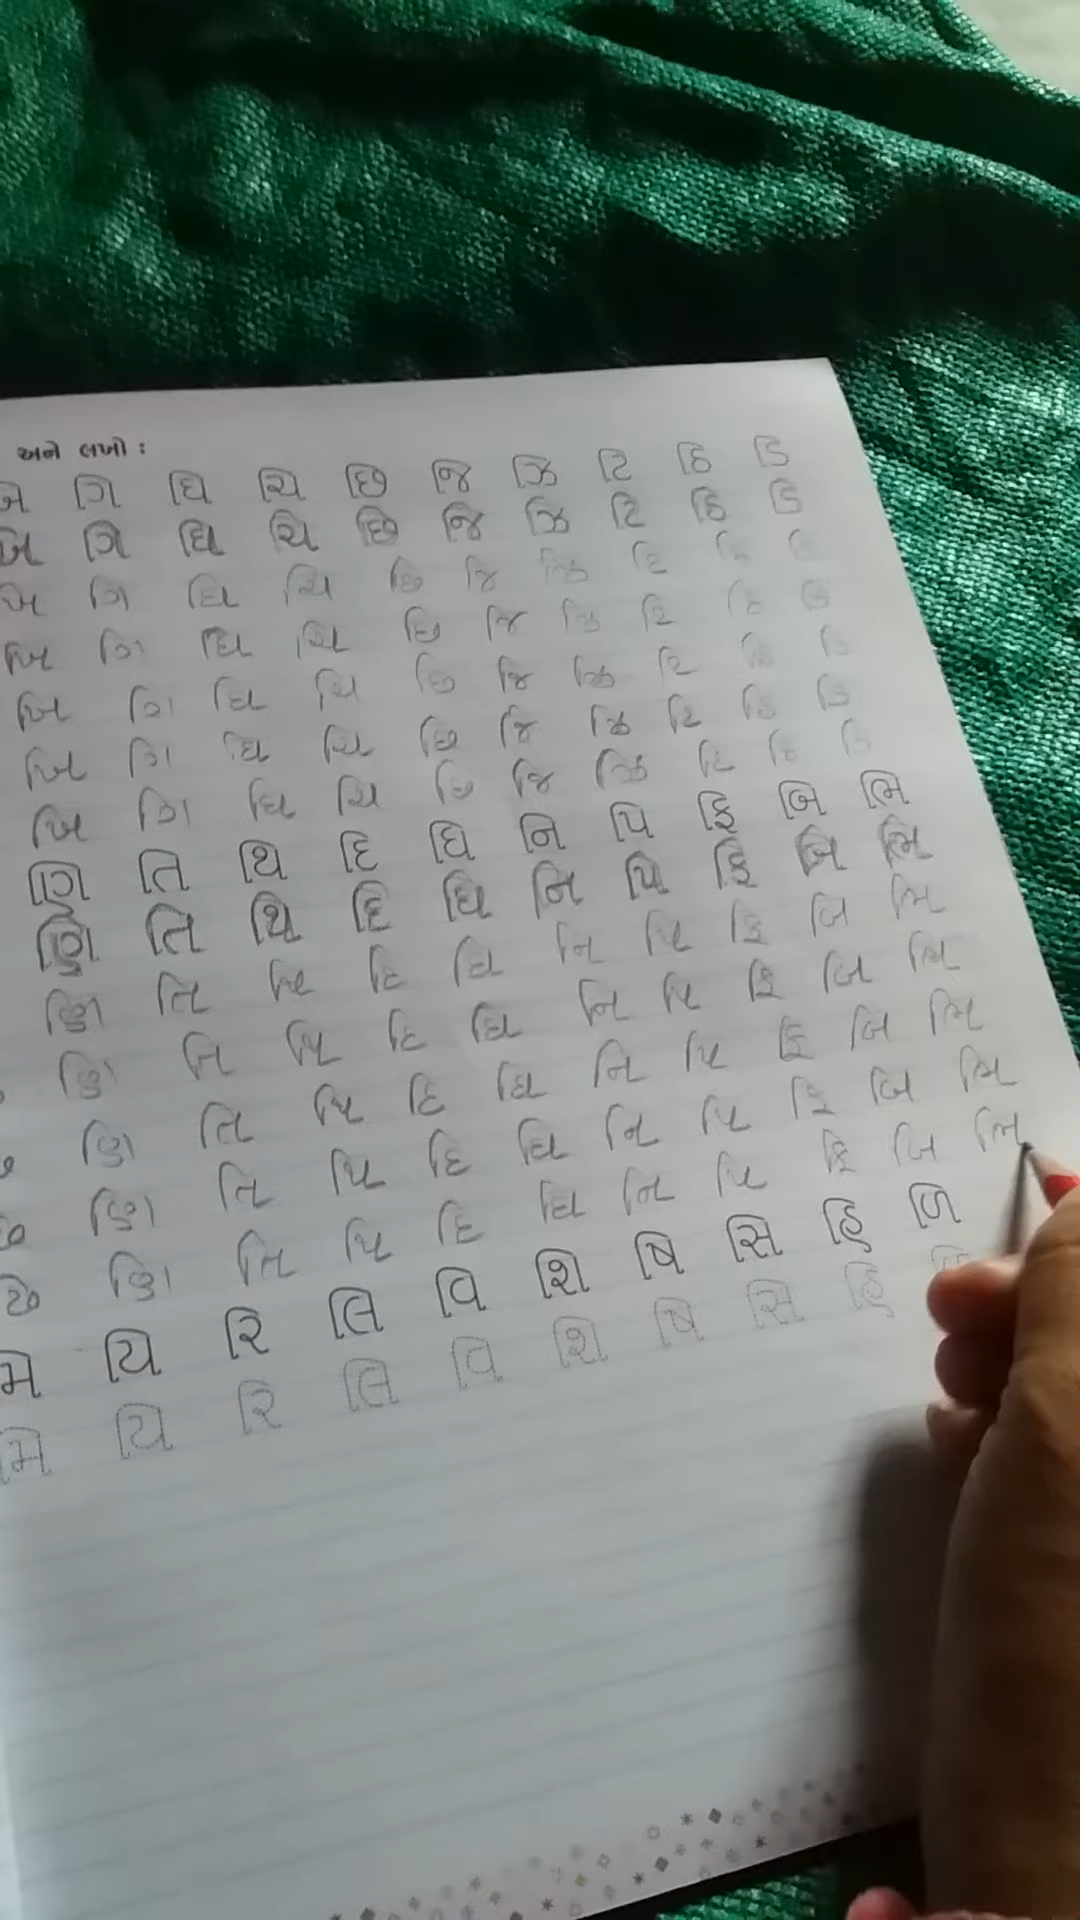 અને લખો :
ખિ ગિ ઘિ ચિ છિ જિ ઝિ ટિ ઠિ ડિ
ખિ ગિ ઘિ ચિ છિ જિ ઝિ ટિ ઠિ ડિ
ખિ ગિ ઘિ ચિ છિ જિ ઝિ ટિ ઠિ ડિ
ખિ ગિ ઘિ ચિ છિ જિ ઝિ ટિ ઠિ ડિ
ખિ ગિ ઘિ ચિ છિ જિ ઝિ ટિ ઠિ ડિ
ખિ ગિ ઘિ ચિ છિ જિ ઝિ ટિ ઠિ ડિ
ખિ ગિ ઘિ ચિ છિ જિ ઝિ ટિ ઠિ ડિ
ણિ તિ થિ દિ ધિ નિ પિ ફિ બિ ભિ
ણિ તિ થિ દિ ધિ નિ પિ ફિ બિ ભિ
ણિ તિ થિ દિ ધિ નિ પિ ફિ બિ ભિ
ણિ તિ થિ દિ ધિ નિ પિ ફિ બિ ભિ
ણિ તિ થિ દિ ધિ નિ પિ ફિ બિ ભિ
ણિ તિ થિ દિ ધિ નિ પિ ફિ બિ ભિ
ણિ તિ થિ દિ ધિ નિ પિ ફિ બિ ભિ
મિ યિ રિ લિ વિ શિ ષિ સિ હિ ળિ
મિ યિ રિ લિ વિ શિ ષિ સિ હિ